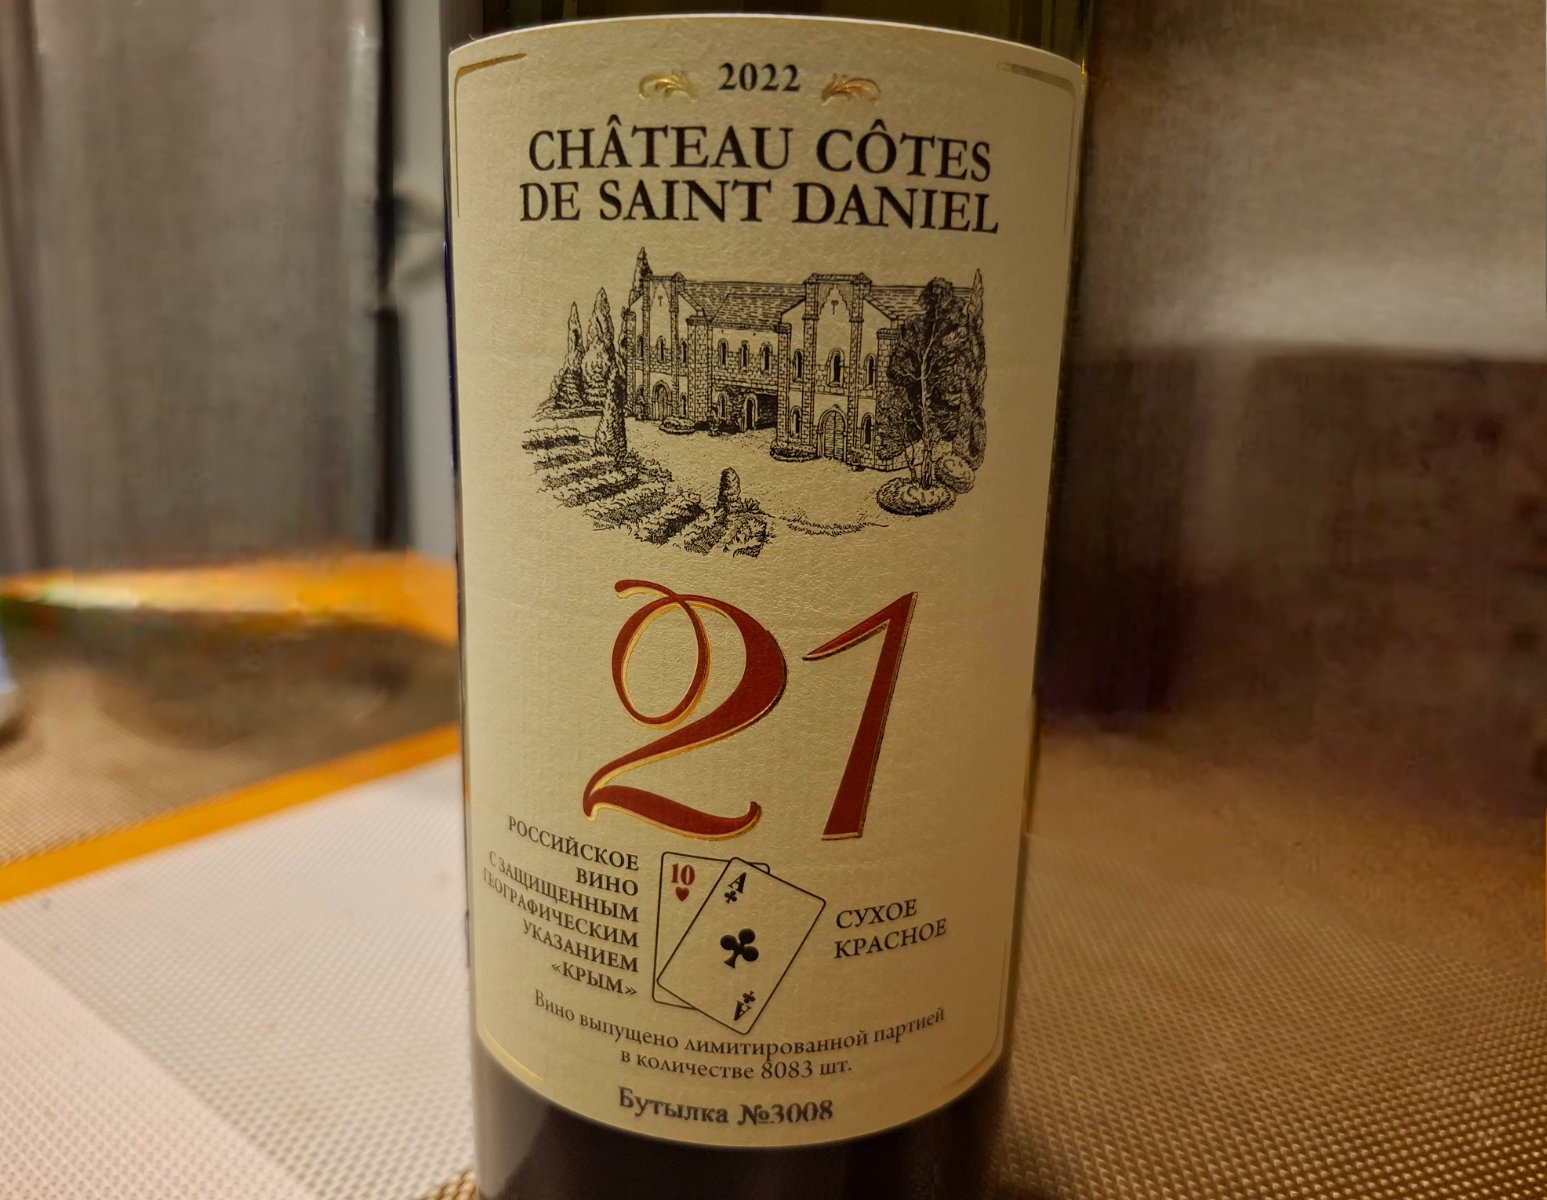 2022
CHÂTEAU CÔTES
DE SAINT DANIEL
21
РОССИЙСКОЕ
ВИНО
С ЗАЩИЩЕННЫМ
ГЕОГРАФИЧЕСКИМ
УКАЗАНИЕМ
«КРЫМ»
10
A
A
СУХОЕ
КРАСНОЕ
Вино выпущено лимитированной партией
в количестве 8083 шт.
Бутылка №3008